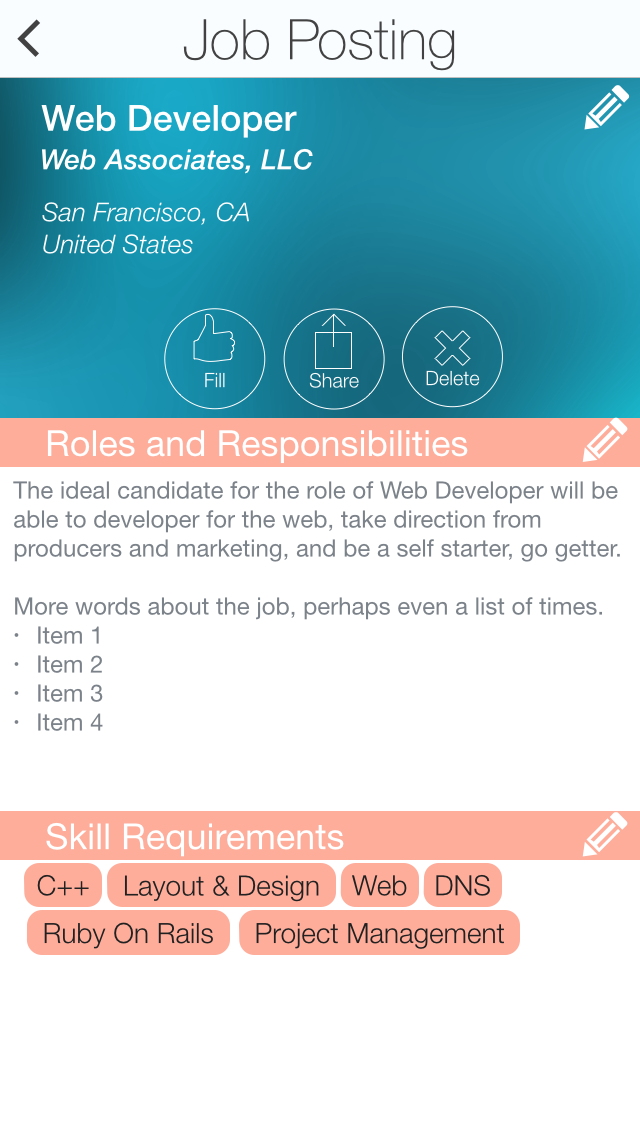 Job Posting
Web Developer
Web Associates, LLC
San Francisco, CA
United States
Fill Share Delete
Roles and Responsibilities
The ideal candidate for the role of Web Developer will be
able to developer for the web, take direction from
producers and marketing, and be a self starter, go getter.
More words about the job, perhaps even a list of times.
• Item 1
• Item 2
• Item 3
• Item 4
Skill Requirements
C++ Layout & Design Web DNS
Ruby On Rails Project Management